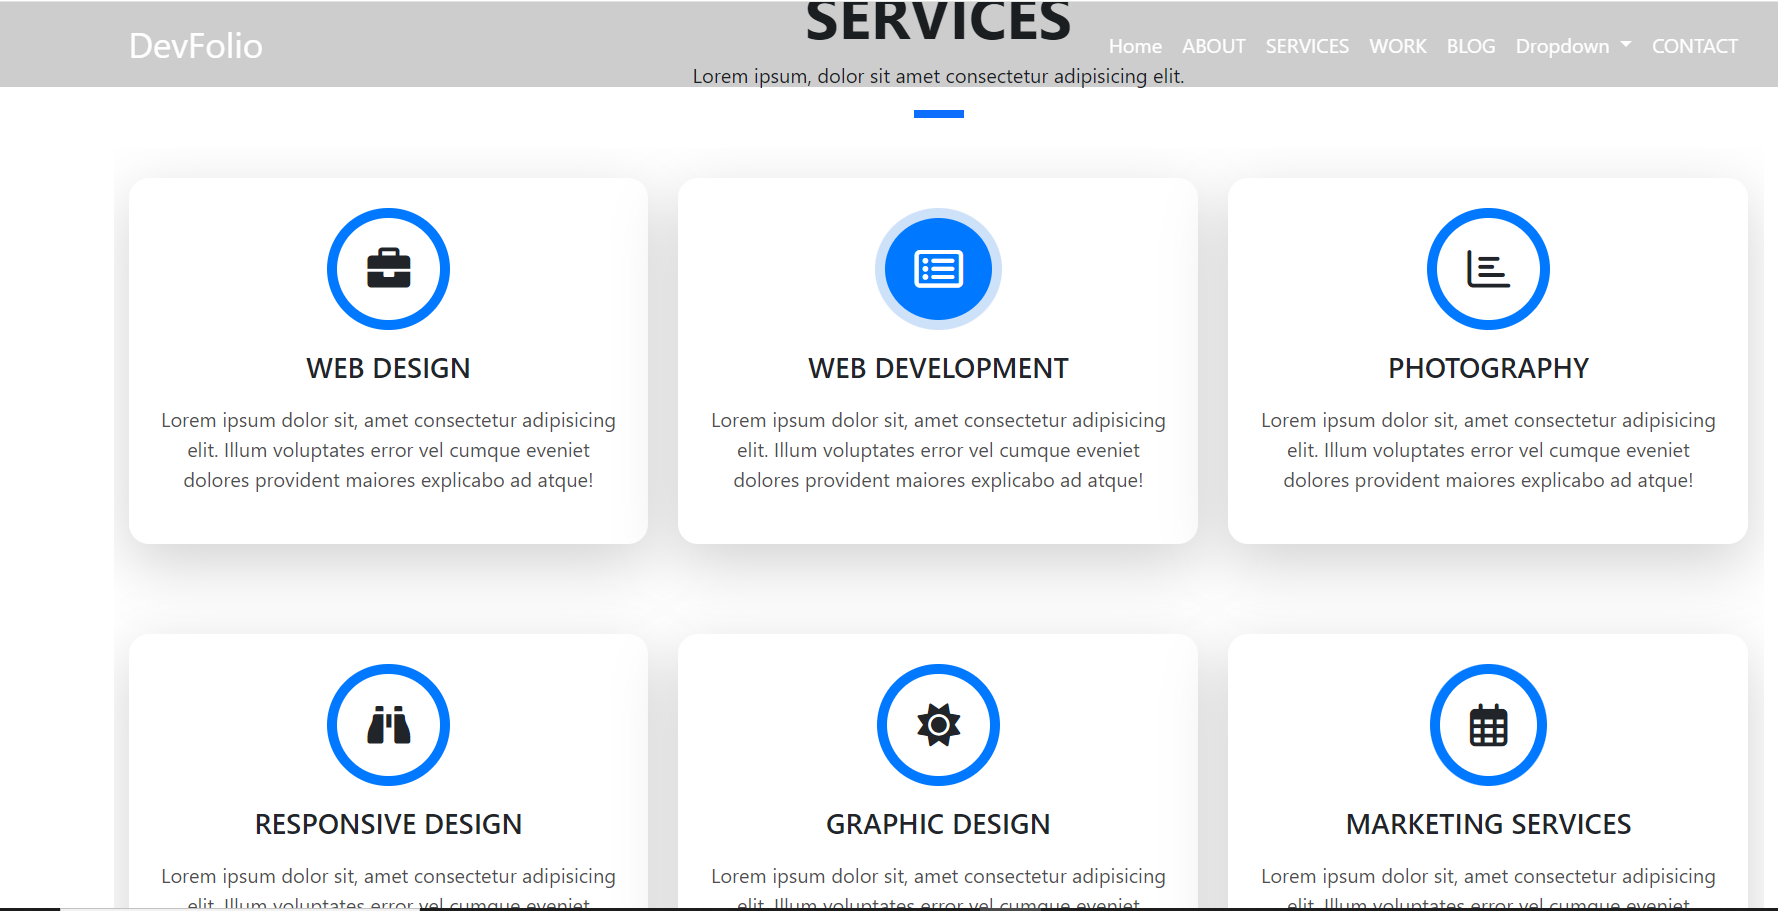 SERVICES
DevFolio
Home ABOUT SERVICES WORK BLOG Dropdown CONTACT
Lorem ipsum, dolor sit amet consectetur adipisicing elit.
WEB DESIGN
Lorem ipsum dolor sit, amet consectetur adipisicing
elit. Illum voluptates error vel cumque eveniet
dolores provident maiores explicabo ad atque!
WEB DEVELOPMENT
Lorem ipsum dolor sit, amet consectetur adipisicing
elit. Illum voluptates error vel cumque eveniet
dolores provident maiores explicabo ad atque!
PHOTOGRAPHY
Lorem ipsum dolor sit, amet consectetur adipisicing
elit. Illum voluptates error vel cumque eveniet
dolores provident maiores explicabo ad atque!
RESPONSIVE DESIGN
Lorem ipsum dolor sit, amet consectetur adipisicing
elit. Illum voluptates error vel cumque eveniet
GRAPHIC DESIGN
Lorem ipsum dolor sit, amet consectetur adipisicing
elit. Illum voluptates error vel cumque eveniet
MARKETING SERVICES
Lorem ipsum dolor sit, amet consectetur adipisicing
elit. Illum voluptates error vel cumque eveniet